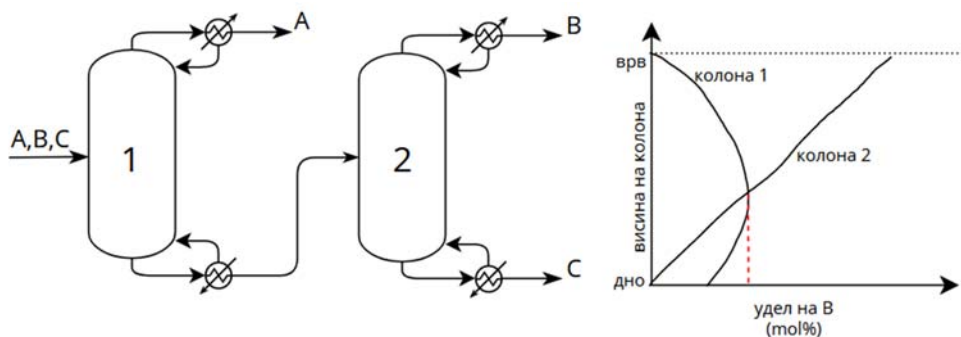 A
B
A,B,C
1
2
C
врв
колона 1
колона 2
висина на колона
дно
удел на B
(mol%)